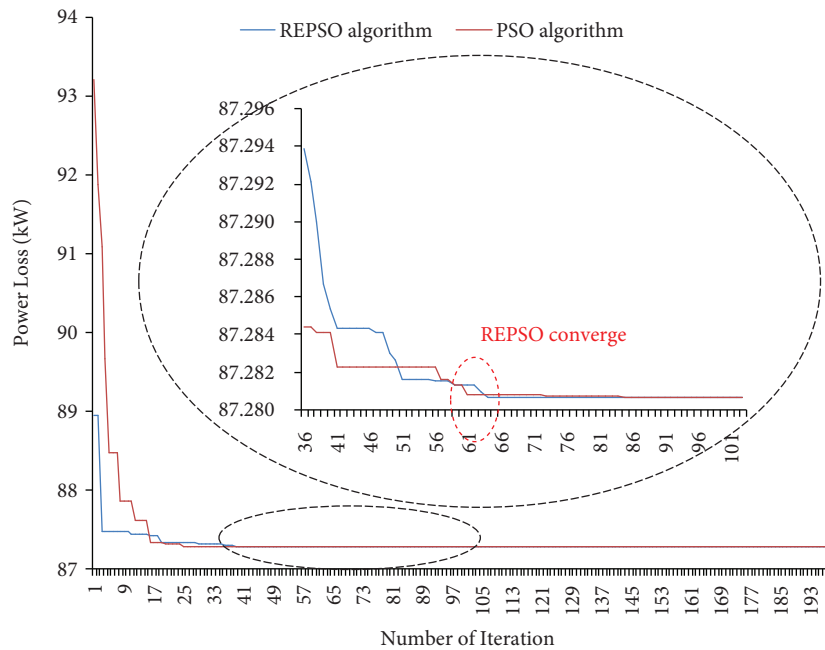 REPSO algorithm PSO algorithm
94
93
92
91
90
89
88
87
Power Loss (kW)
87.296
87.294
87.292
87.290
87.288
87.286
87.284
87.282
87.280
REPSO converge
36 41 46 51 56 61 66 71 76 81 86 91 96 101
1 9 17 25 33 41 49 57 65 73 81 89 97 105 113 121 129 137 145 153 161 169 177 185 193
Number of Iteration